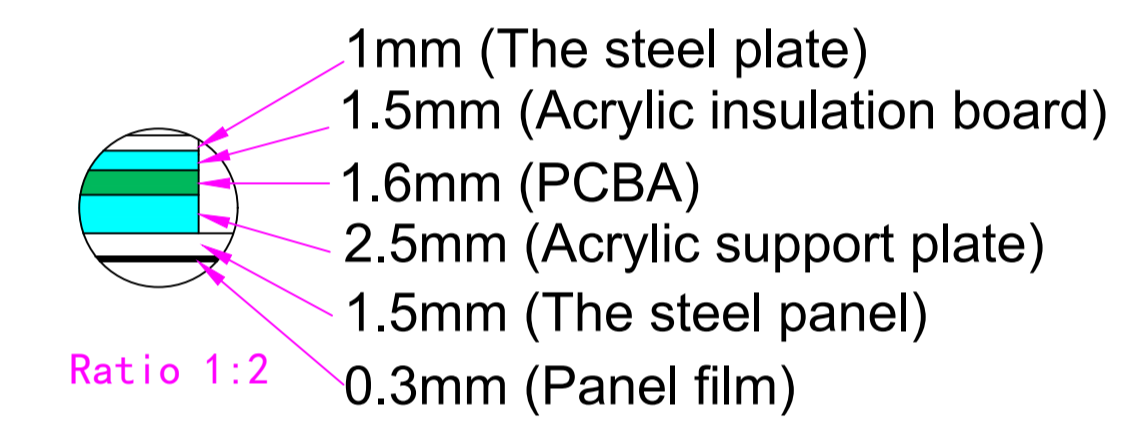 1mm (The steel plate)
1.5mm (Acrylic insulation board)
1.6mm (PCBA)
2.5mm (Acrylic support plate)
1.5mm (The steel panel)
0.3mm (Panel film)
Ratio 1:2